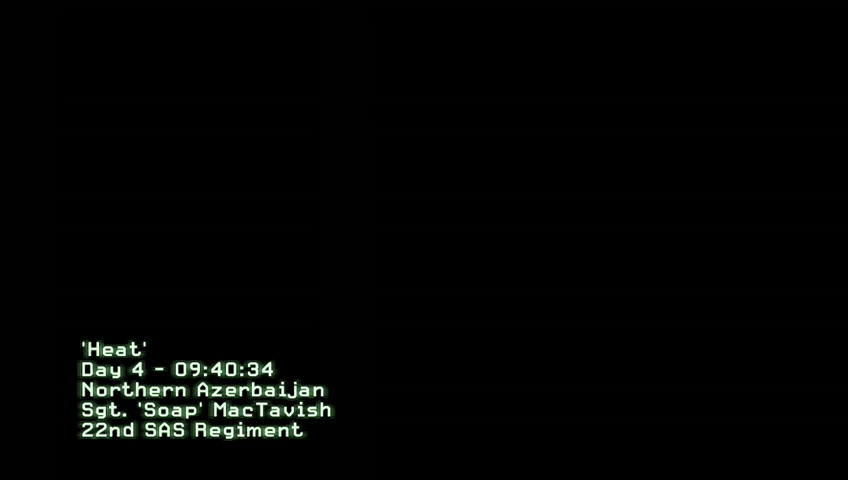 'Heat'
Day 4 - 09:40:34
Northern Azerbaijan
Sgt. 'Soap' MacTavish
22nd SAS Regiment